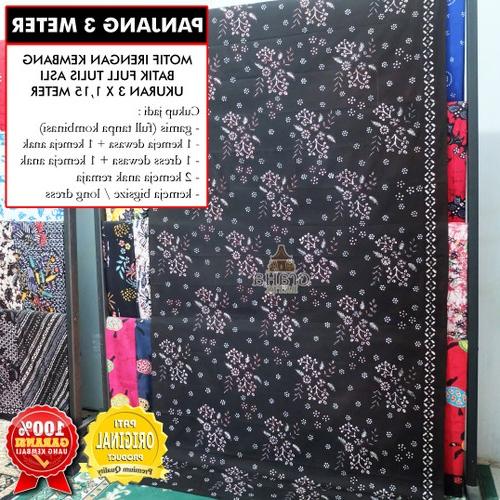 PANJANG 3 METER
MOTIF IRENGAN KEMBANG
BATIK FULL TULIS ASLI
UKURAN 3 X 1,15 METER
Cukup jadi :
- gamis (full tanpa kombinasi)
- 1 kemeja dewasa + 1 kemeja anak
- 1 dress dewasa + 1 kemeja anak
- 2 kemeja anak remaja
- kemeja bigsize / long dress
Graha
100%
GARANSI
UANG KEMBALI
PATI
ORIGINAL
PRODUCT
Premium Quality